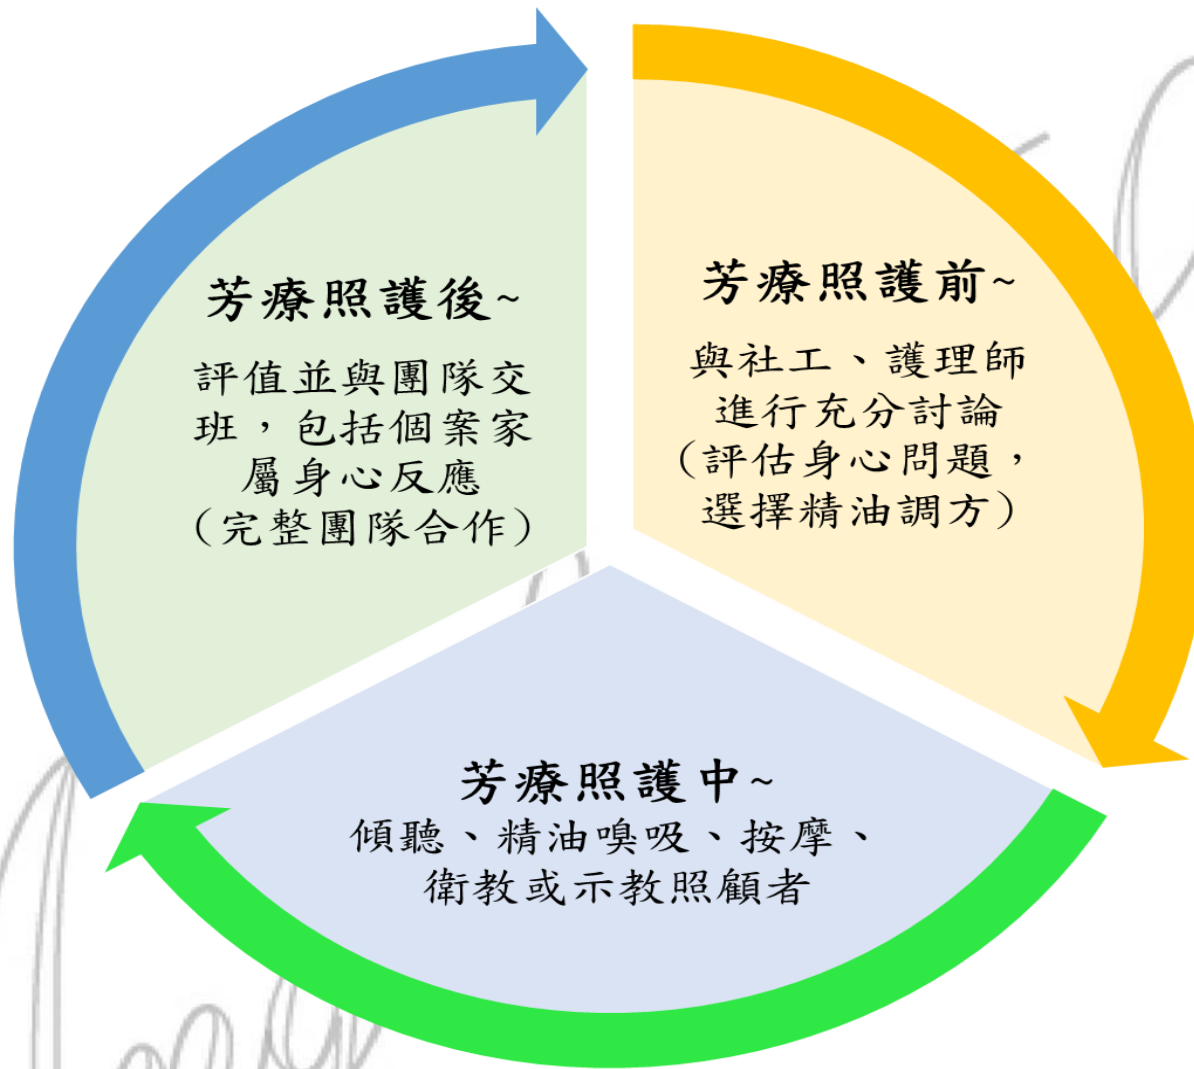 芳療照護前~
與社工、護理師
進行充分討論
(評估身心問題，
選擇精油調方)
芳療照護中~
傾聽、精油嗅吸、按摩、
衛教或示教照顧者
芳療照護後~
評值並與團隊交
班，包括個案家
屬身心反應
(完整團隊合作)